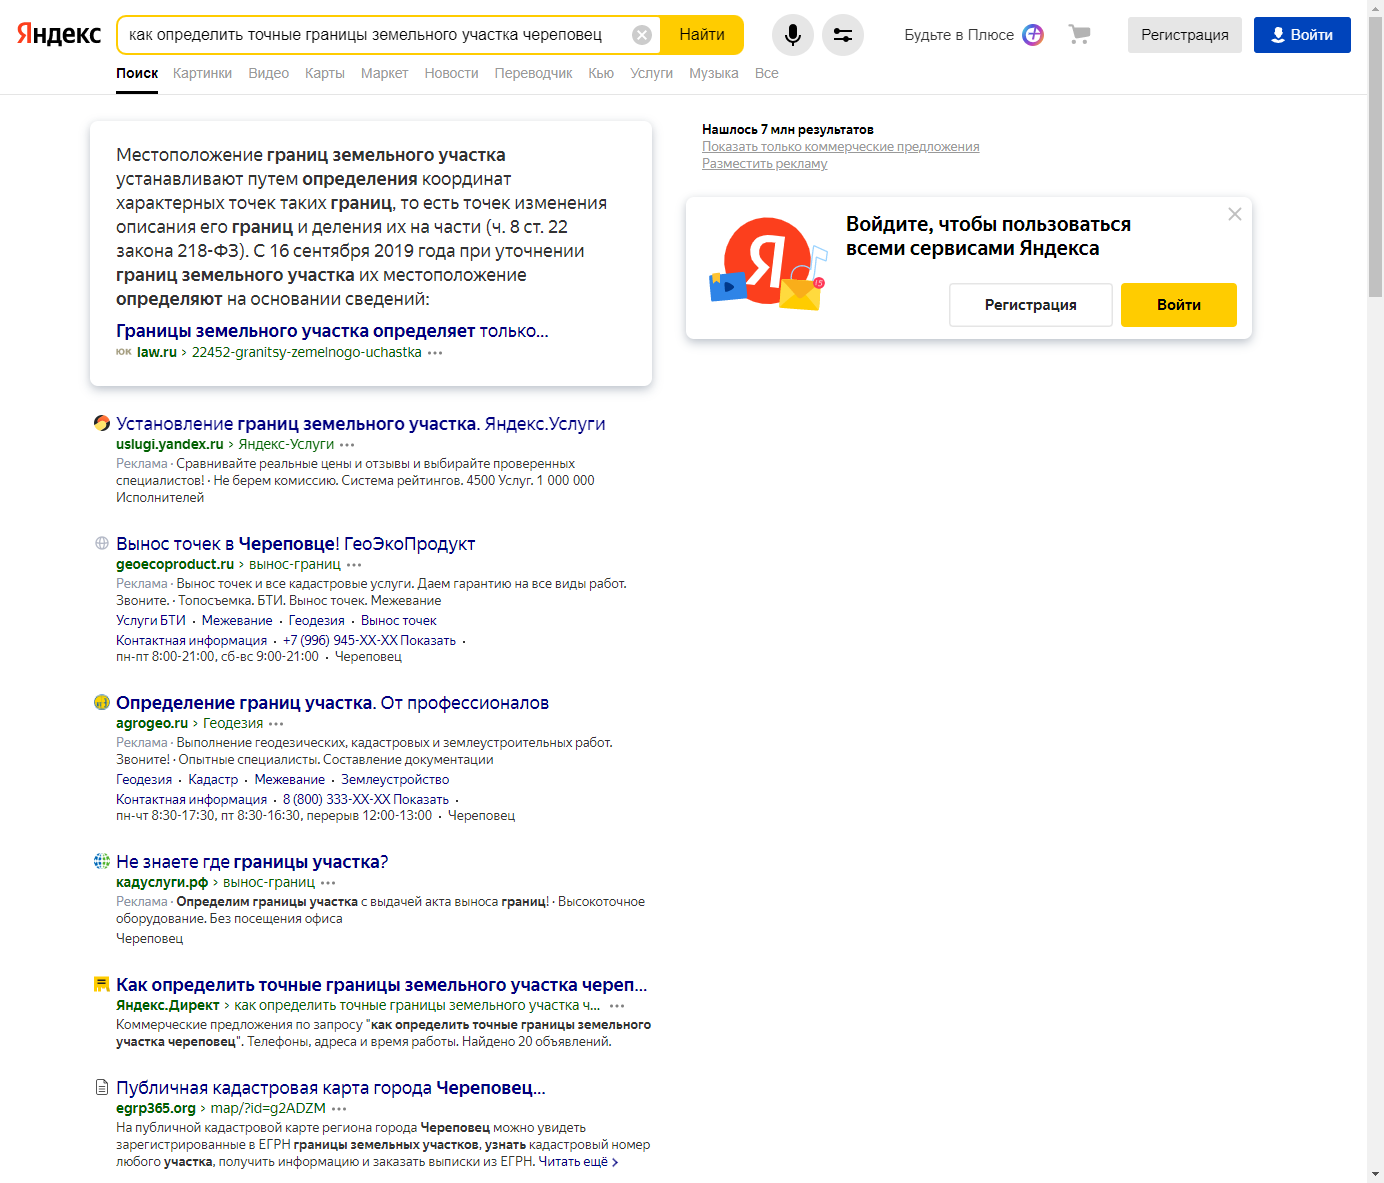 Яндекс
как определить точные границы земельного участка череповец
Найти
Будьте в Плюсе
Регистрация
Войти
Поиск Картинки Видео Карты Маркет Новости Переводчик Кью Услуги Музыка Все
Местоположение границ земельного участка
устанавливают путем определения координат
характерных точек таких границ, то есть точек изменения
описания его границ и деления их на части (ч. 8 ст. 22
закона 218-ФЗ). С 16 сентября 2019 года при уточнении
границ земельного участка их местоположение
определяют на основании сведений:
Границы земельного участка определяет только...
ЮК law.ru › 22452-granitsy-zemelnogo-uchastka
Нашлось 7 млн результатов
Показать только коммерческие предложения
Разместить рекламу
Я
15
Войдите, чтобы пользоваться
всеми сервисами Яндекса
Регистрация
Войти
Установление границ земельного участка. Яндекс.Услуги
uslugi.yandex.ru › Яндекс-Услуги
Реклама · Сравнивайте реальные цены и отзывы и выбирайте проверенных
специалистов! · Не берем комиссию. Система рейтингов. 4500 Услуг. 1 000 000
Исполнителей
Вынос точек в Череповце! ГеоЭкоПродукт
geoecoproduct.ru › вынос-границ
Реклама · Вынос точек и все кадастровые услуги. Даем гарантию на все виды работ.
Звоните. · Топосъемка. БТИ. Вынос точек. Межевание
Услуги БТИ · Межевание · Геодезия · Вынос точек
Контактная информация · +7 (996) 945-XX-XX Показать ·
пн-пт 8:00-21:00, сб-вс 9:00-21:00 · Череповец
Определение границ участка. От профессионалов
agrogeo.ru › Геодезия
Реклама · Выполнение геодезических, кадастровых и землеустроительных работ.
Звоните! · Опытные специалисты. Составление документации
Геодезия · Кадастр · Межевание · Землеустройство
Контактная информация · 8 (800) 333-XX-XX Показать ·
пн-чт 8:30-17:30, пт 8:30-16:30, перерыв 12:00-13:00 · Череповец
Не знаете где границы участка?
кадуслуги.рф › вынос-границ
Реклама · Определим границы участка с выдачей акта выноса границ! · Высокоточное
оборудование. Без посещения офиса
Череповец
Как определить точные границы земельного участка череп...
Яндекс.Директ › как определить точные границы земельного участка ч...
Коммерческие предложения по запросу "как определить точные границы земельного
участка череповец". Телефоны, адреса и время работы. Найдено 20 объявлений.
Публичная кадастровая карта города Череповец...
egrp365.org › map/?id=g2ADZM
На публичной кадастровой карте региона города Череповец можно увидеть
зарегистрированные в ЕГРН границы земельных участков, узнать кадастровый номер
любого участка, получить информацию и заказать выписки из ЕГРН. Читать ещё ›